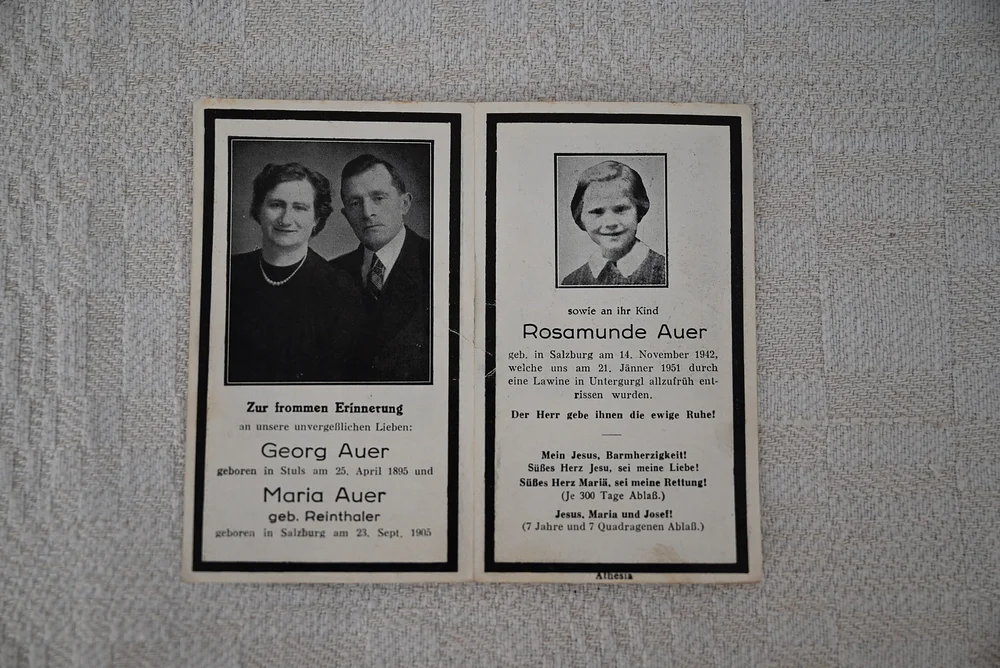 Zur frommen Erinnerung
an unsere unvergeßlichen Lieben:
Georg Auer
geboren in Stuls am 25. April 1895 und
Maria Auer
geb. Reinthaler
geboren in Salzburg am 23. Sept. 1905
sowie an ihr Kind
Rosamunde Auer
geb. in Salzburg am 14. November 1942,
welche uns am 21. Jänner 1951 durch
eine Lawine in Untergurgl allzufrüh ent-
rissen wurden.
Der Herr gebe ihnen die ewige Ruhe!
Mein Jesus, Barmherzigkeit!
Süßes Herz Jesu, sei meine Liebe!
Süßes Herz Mariä, sei meine Rettung!
(Je 300 Tage Ablaß.)
Jesus, Maria und Josef!
(7 Jahre und 7 Quadragenen Ablaß.)
Athesia